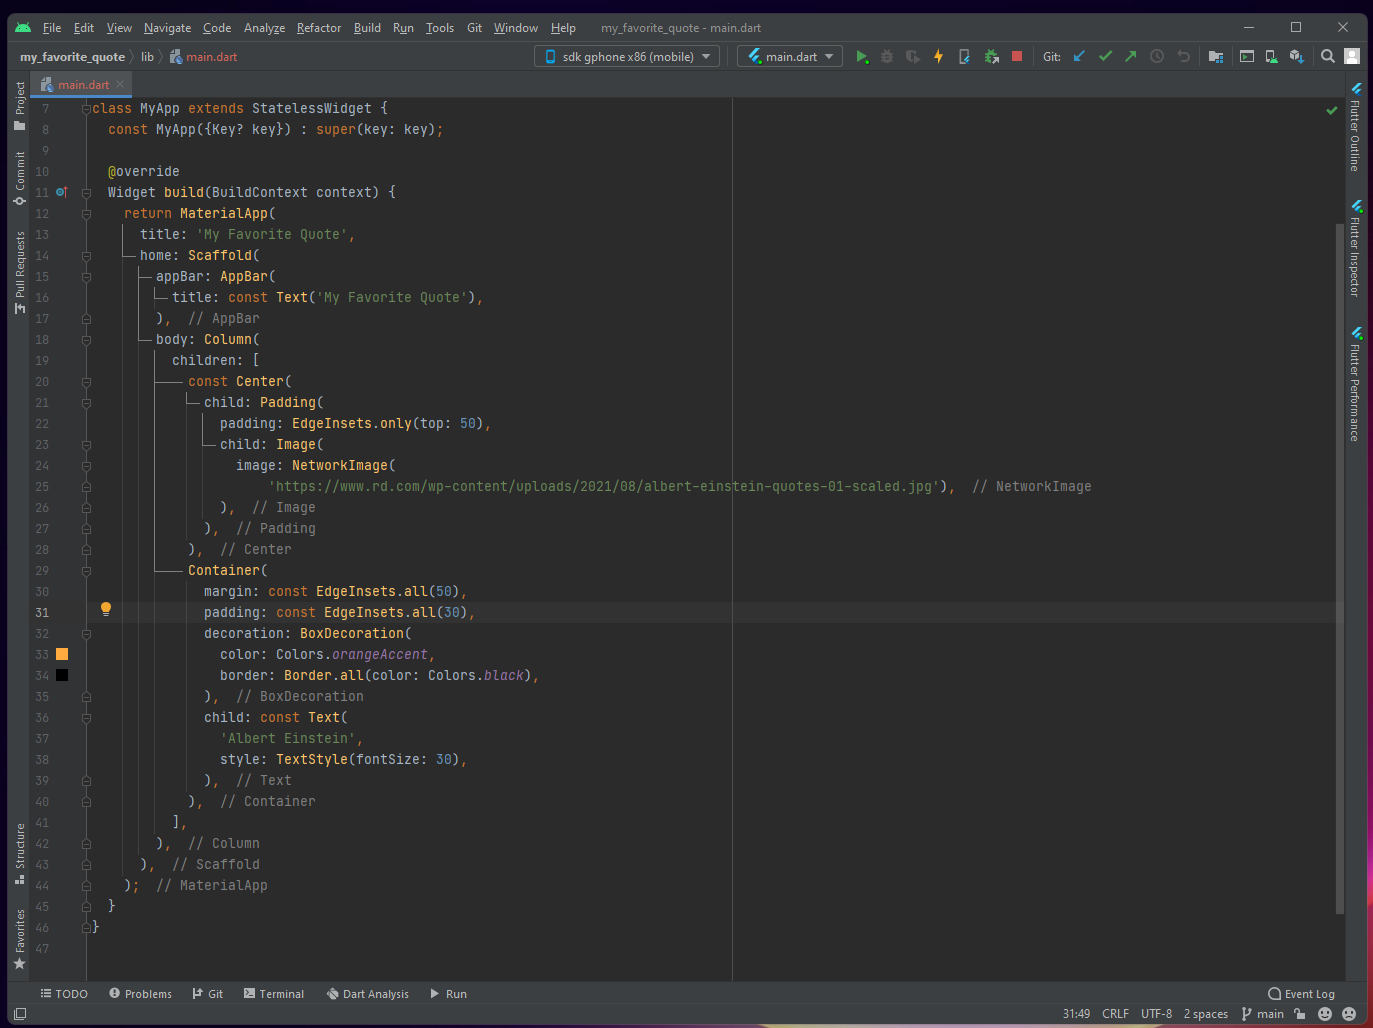 File Edit View Navigate Code Analyze Refactor Build Run Tools Git Window Help my_favorite_quote - main.dart
my_favorite_quote lib main.dart sdk gphone x86 (mobile) main.dart Git:
main.dart
Project
Commit
Pull Requests
Structure
Favorites
7 class MyApp extends StatelessWidget {
8 const MyApp({Key? key}) : super(key: key);
9
10 @override
11 Widget build(BuildContext context) {
12 return MaterialApp(
13 title: 'My Favorite Quote',
14 home: Scaffold(
15 appBar: AppBar(
16 title: const Text('My Favorite Quote'),
17 ), // AppBar
18 body: Column(
19 children: [
20 const Center(
21 child: Padding(
22 padding: EdgeInsets.only(top: 50),
23 child: Image(
24 image: NetworkImage(
25 'https://www.rd.com/wp-content/uploads/2021/08/albert-einstein-quotes-01-scaled.jpg'), // NetworkImage
26 ), // Image
27 ), // Padding
28 ), // Center
29 Container(
30 margin: const EdgeInsets.all(50),
31 padding: const EdgeInsets.all(30),
32 decoration: BoxDecoration(
33 color: Colors.orangeAccent,
34 border: Border.all(color: Colors.black),
35 ), // BoxDecoration
36 child: const Text(
37 'Albert Einstein',
38 style: TextStyle(fontSize: 30),
39 ), // Text
40 ), // Container
41 ],
42 ), // Column
43 ), // Scaffold
44 ); // MaterialApp
45 }
46 }
47
Flutter Outline
Flutter Inspector
Flutter Performance
TODO Problems Git Terminal Dart Analysis Run Event Log
31:49 CRLF UTF-8 2 spaces main